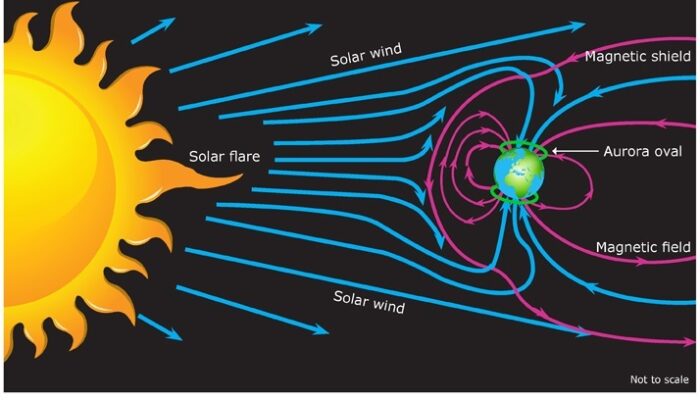 Solar wind
Magnetic shield
Solar flare
Aurora oval
Magnetic field
Solar wind
Not to scale